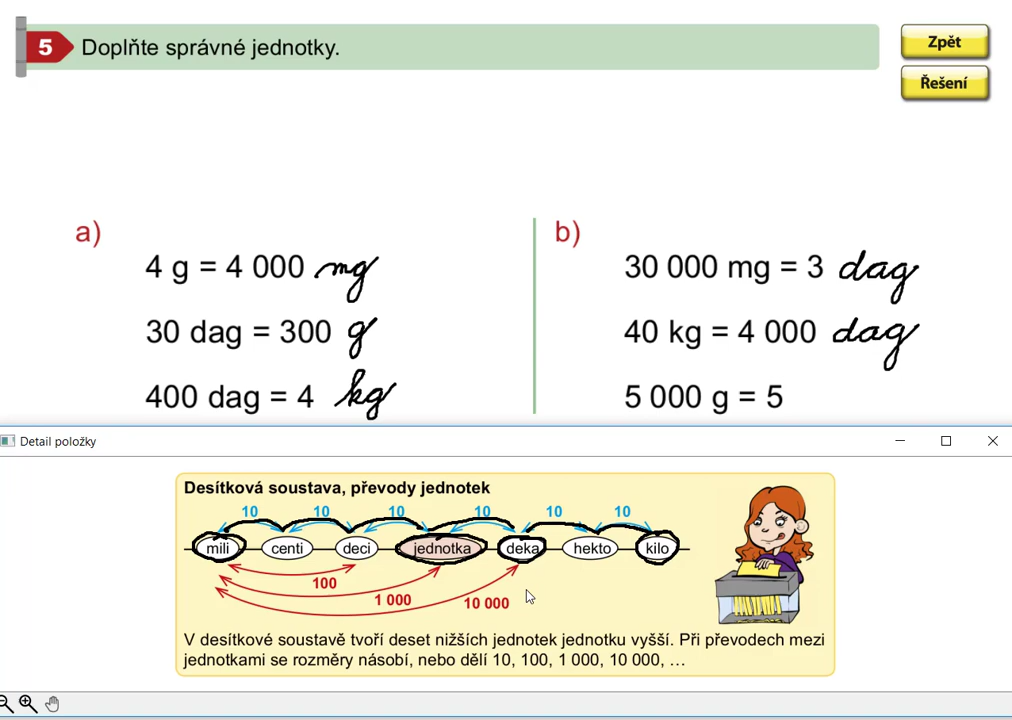 5 Doplňte správné jednotky.
Zpět
Řešení
a)
4 g = 4 000 mg
30 dag = 300 g
400 dag = 4 kg
b)
30 000 mg = 3 dag
40 kg = 4 000 dag
5 000 g = 5
Detail položky
Desítková soustava, převody jednotek
10 10 10 10 10 10
mili centi deci jednotka deka hekto kilo
100
1 000
10 000
V desítkové soustavě tvoří deset nižších jednotek jednotku vyšší. Při převodech mezi
jednotkami se rozměry násobí, nebo dělí 10, 100, 1 000, 10 000, …